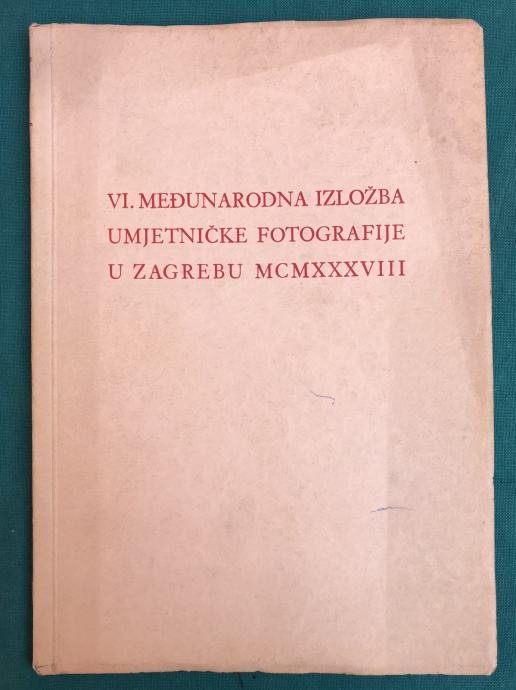 VI. MEĐUNARODNA IZLOŽBA
UMJETNIČKE FOTOGRAFIJE
U ZAGREBU MCMXXXVIII